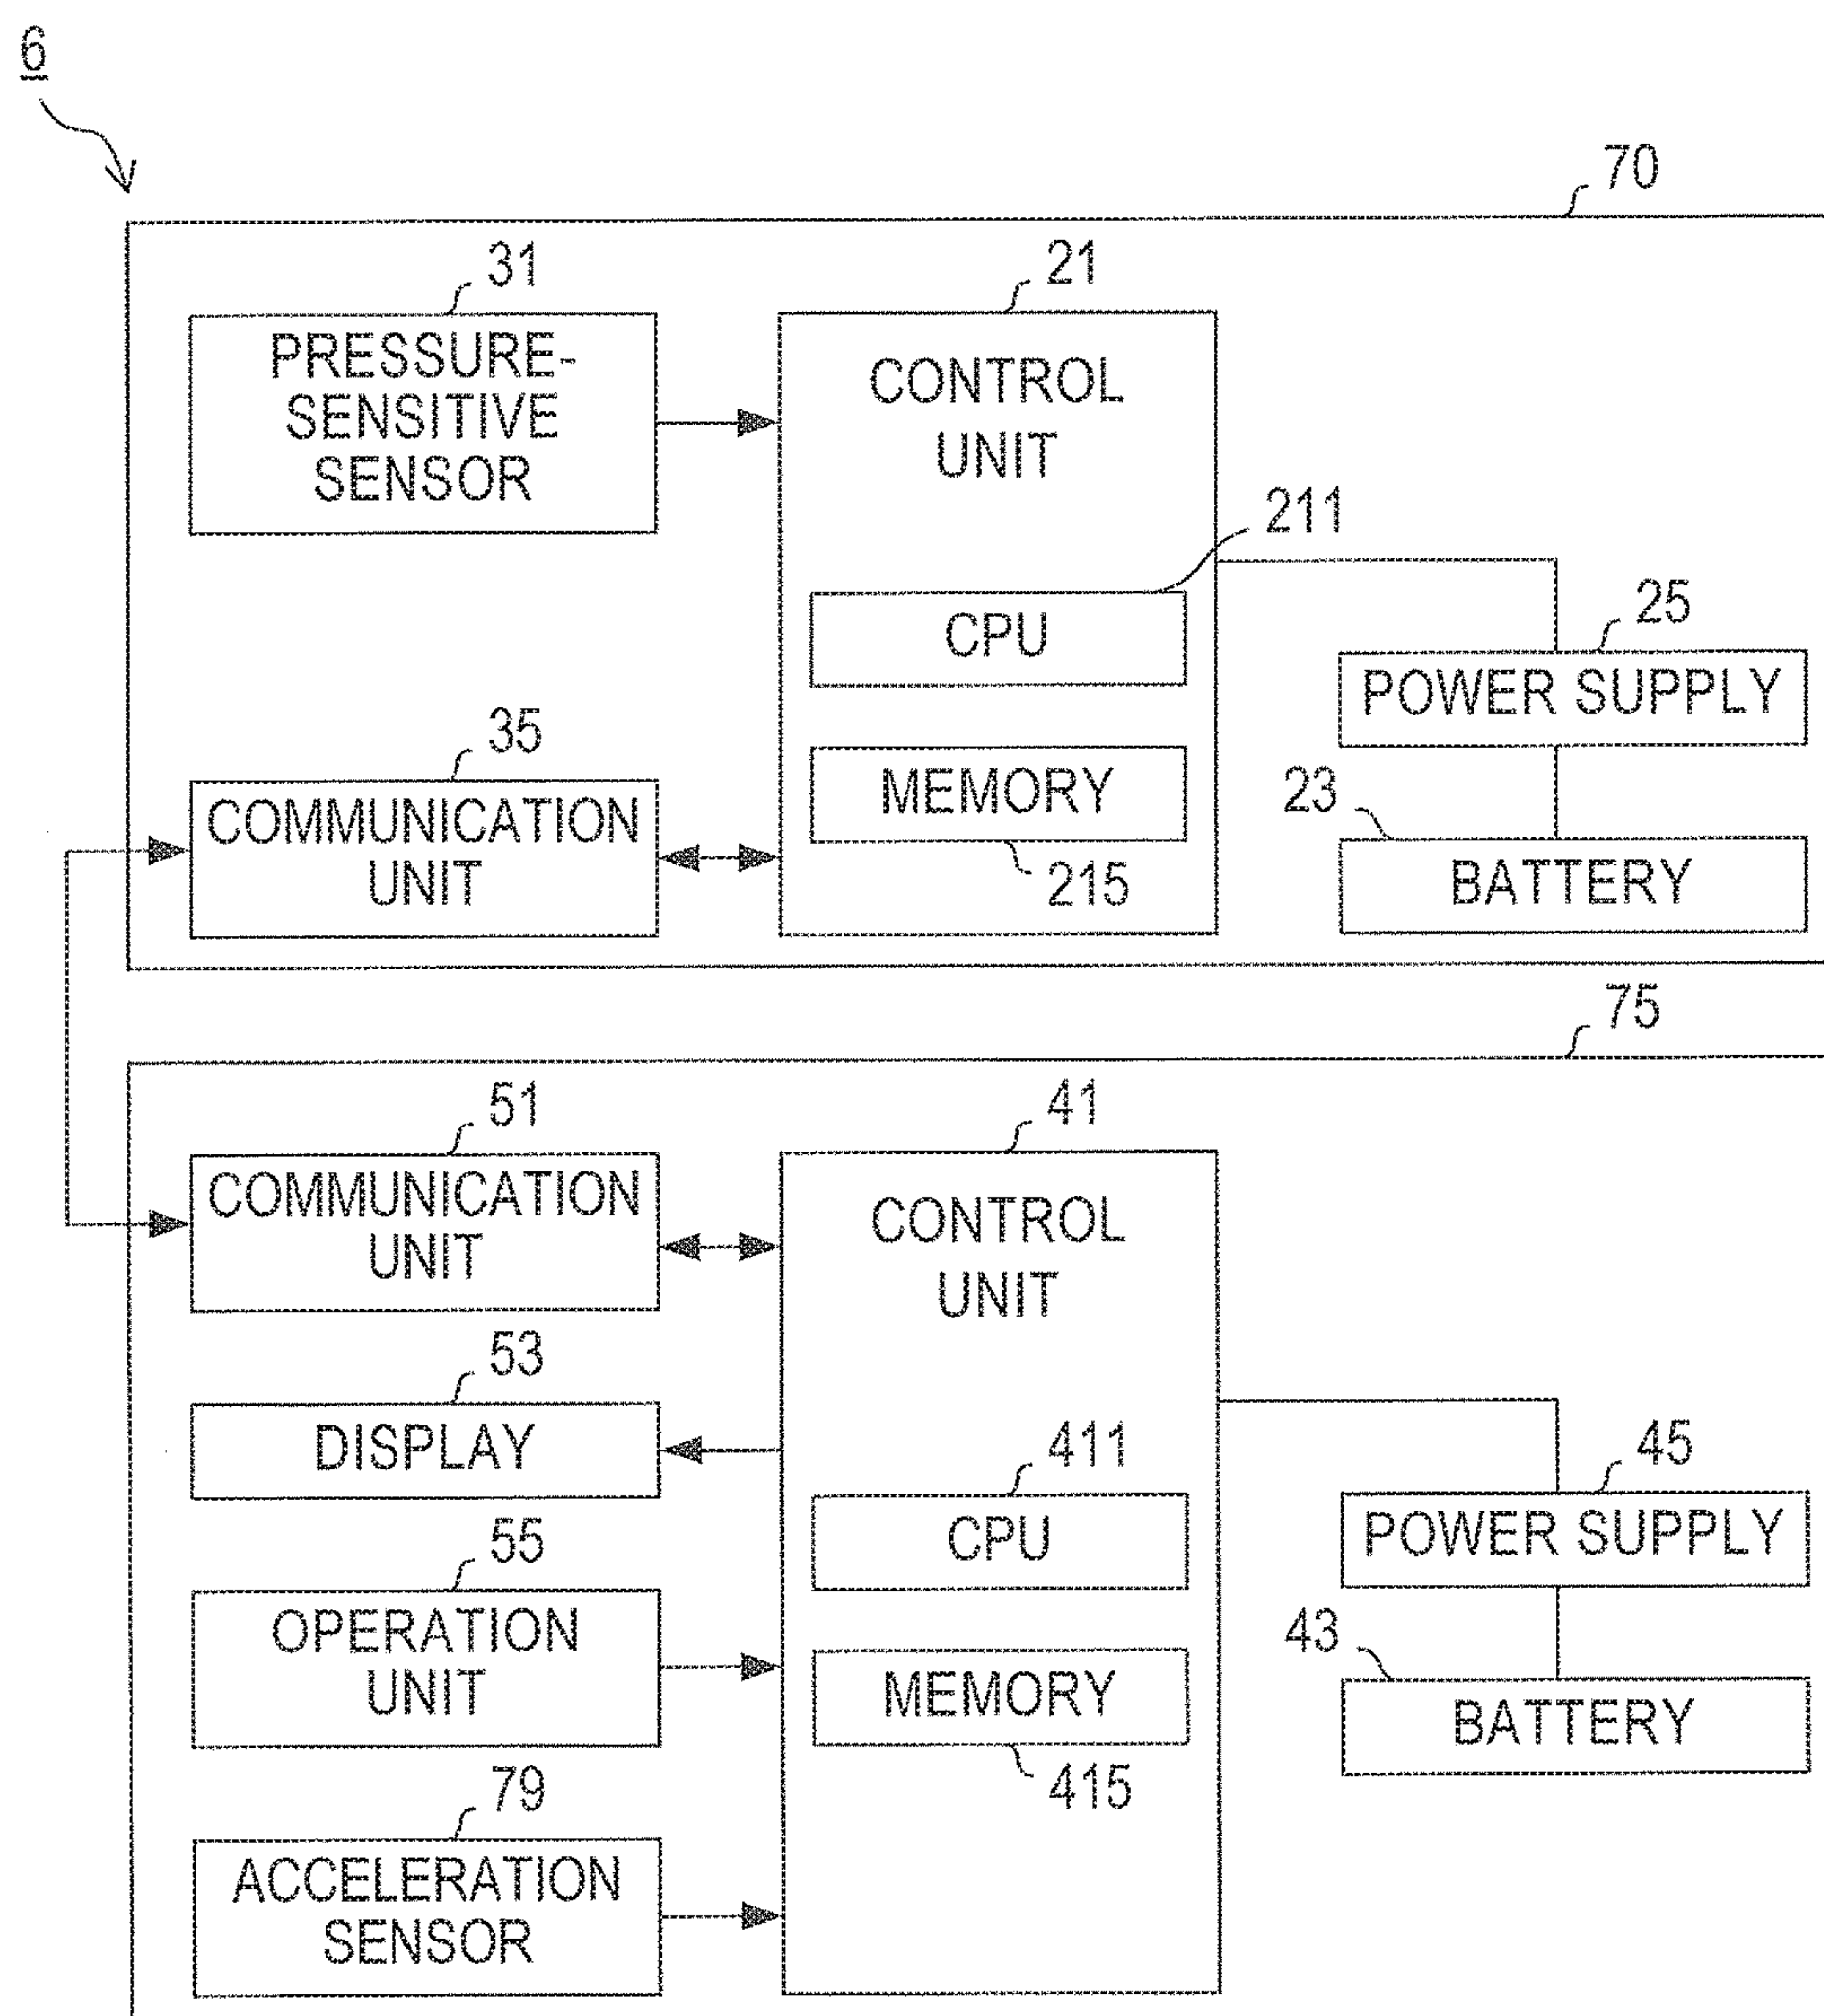 6
70
31
21
PRESSURE-
SENSITIVE
SENSOR
CONTROL
UNIT
211
CPU
25
POWER SUPPLY
35
COMMUNICATION
UNIT
MEMORY
215
23
BATTERY
75
51
41
COMMUNICATION
UNIT
CONTROL
UNIT
53
DISPLAY
411
CPU
45
POWER SUPPLY
55
OPERATION
UNIT
MEMORY
415
43
BATTERY
79
ACCELERATION
SENSOR